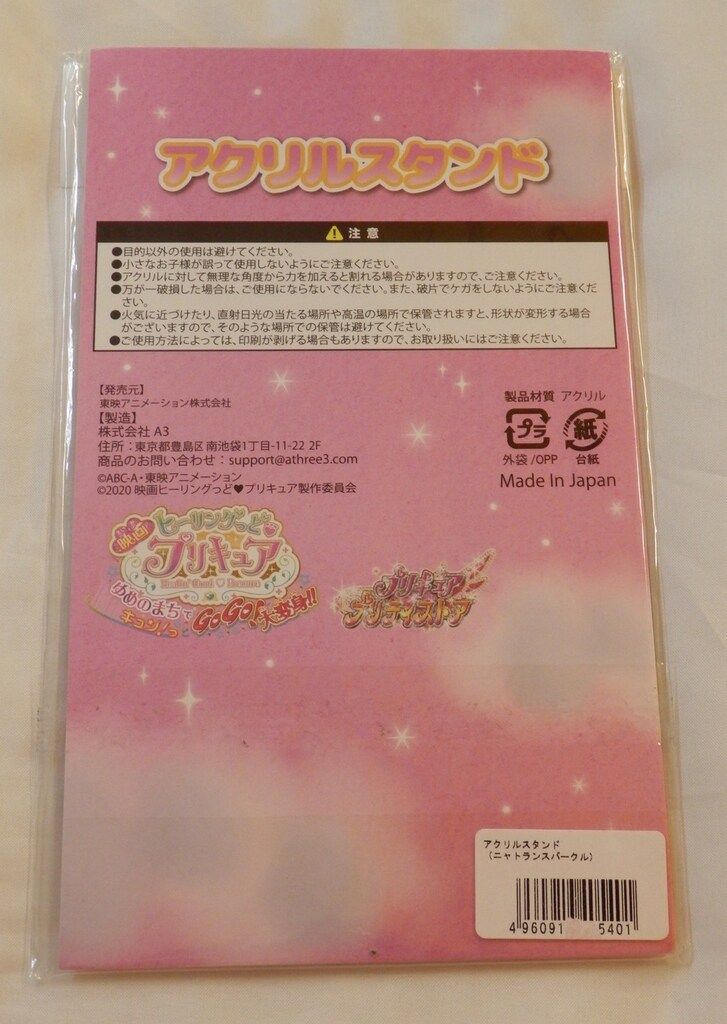 アクリルスタンド
注意
●目的以外の使用は避けてください。
●小さなお子様が誤って使用しないようにご注意ください。
●アクリルに対して無理な角度から力を加えると割れる場合がありますので、ご注意ください。
●万が一破損した場合は、ご使用にならないでください。また、破片でケガをしないようにご注意くだ
さい。
●火気に近づけたり、直射日光の当たる場所や高温の場所で保管されますと、形状が変形する場合
がございますので、そのような場所での保管は避けてください。
●ご使用方法によっては、印刷が剥げる場合もありますので、お取り扱いにはご注意ください。
【発売元】
東映アニメーション株式会社
【製造】
株式会社 A3
住所：東京都豊島区南池袋1丁目-11-22 2F
商品のお問い合わせ：support@athree3.com
©ABC-A・東映アニメーション
©2020 映画ヒーリングっど♥プリキュア製作委員会
製品材質 アクリル
プラ 紙
外袋/OPP 台紙
Made In Japan
映画
ヒーリングっど♥
プリキュア
ゆめのまちで
キュン!っと GoGo!大変身!!
プリキュア
プリティストア
アクリルスタンド
（ニャトランスパークル）
4 96091 5401